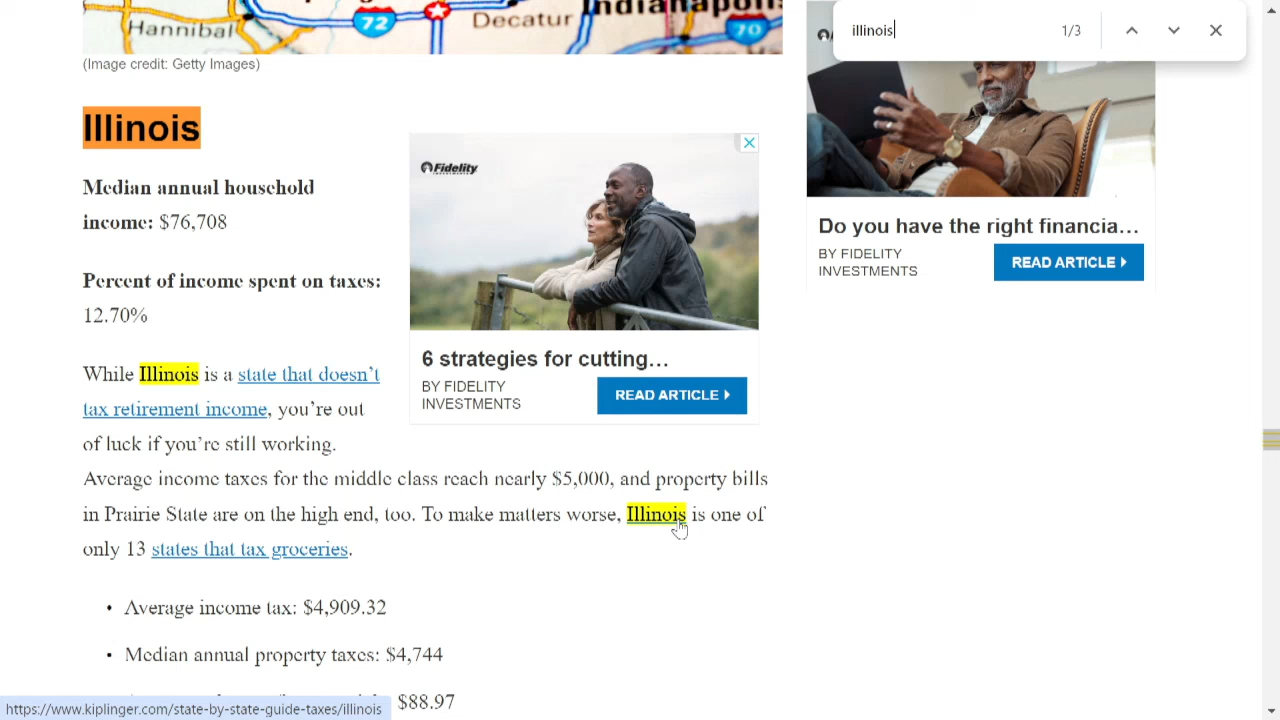 Hannibal
72
Decatur
Indianapolis
70
illinois
1/3
(Image credit: Getty Images)
Illinois
Median annual household
income: $76,708
Percent of income spent on taxes:
12.70%
While Illinois is a state that doesn’t
tax retirement income, you’re out
of luck if you’re still working.
Average income taxes for the middle class reach nearly $5,000, and property bills
in Prairie State are on the high end, too. To make matters worse, Illinois is one of
only 13 states that tax groceries.
• Average income tax: $4,909.32
• Median annual property taxes: $4,744
$88.97
https://www.kiplinger.com/state-by-state-guide-taxes/illinois
Fidelity
INVESTMENTS
6 strategies for cutting...
BY FIDELITY
INVESTMENTS
READ ARTICLE
Do you have the right financia...
BY FIDELITY
INVESTMENTS
READ ARTICLE